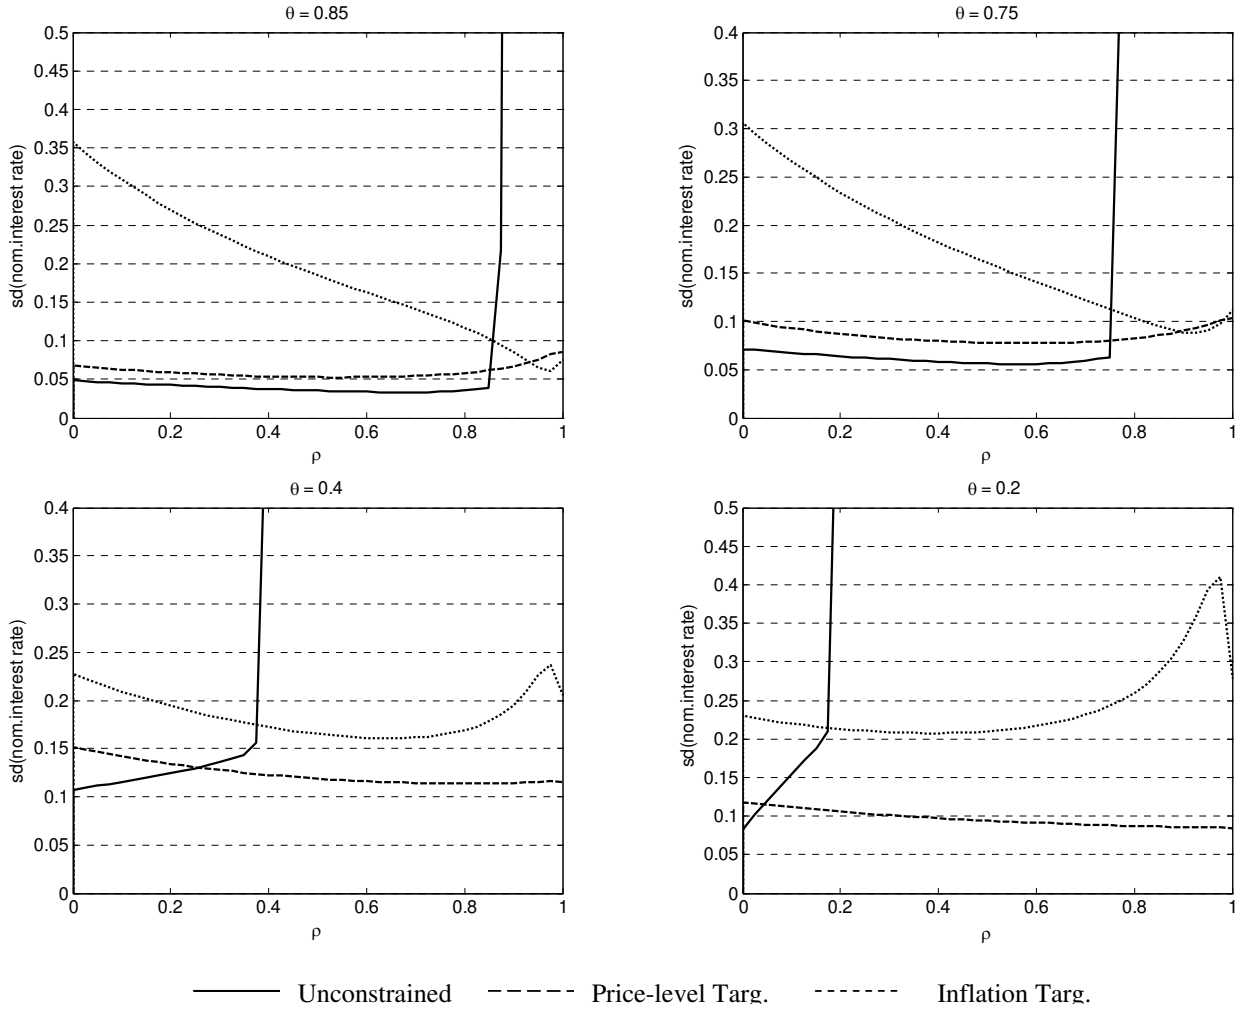 θ = 0.85
0.5
0.45
0.4
0.35
0.3
0.25
0.2
0.15
0.1
0.05
0
sd(nom.interest rate)
0 0.2 0.4 0.6 0.8 1
ρ
θ = 0.75
0.4
0.35
0.3
0.25
0.2
0.15
0.1
0.05
0
sd(nom.interest rate)
0 0.2 0.4 0.6 0.8 1
ρ
θ = 0.4
0.4
0.35
0.3
0.25
0.2
0.15
0.1
0.05
0
sd(nom.interest rate)
0 0.2 0.4 0.6 0.8 1
ρ
θ = 0.2
0.5
0.45
0.4
0.35
0.3
0.25
0.2
0.15
0.1
0.05
0
sd(nom.interest rate)
0 0.2 0.4 0.6 0.8 1
ρ
Unconstrained Price-level Targ. Inflation Targ.